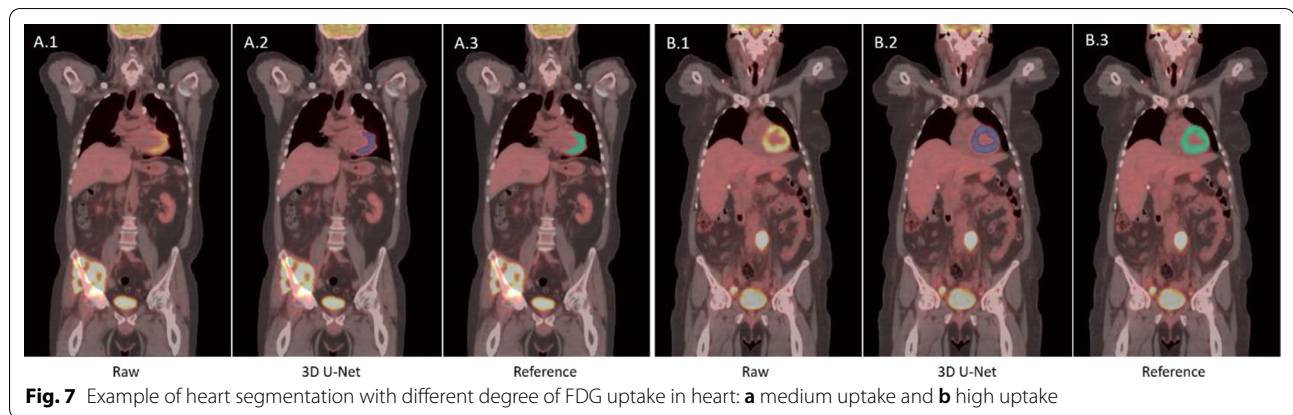 A.1 A.2 A.3 B.1 B.2 B.3
Raw 3D U-Net Reference Raw 3D U-Net Reference
Fig. 7 Example of heart segmentation with different degree of FDG uptake in heart: a medium uptake and b high uptake